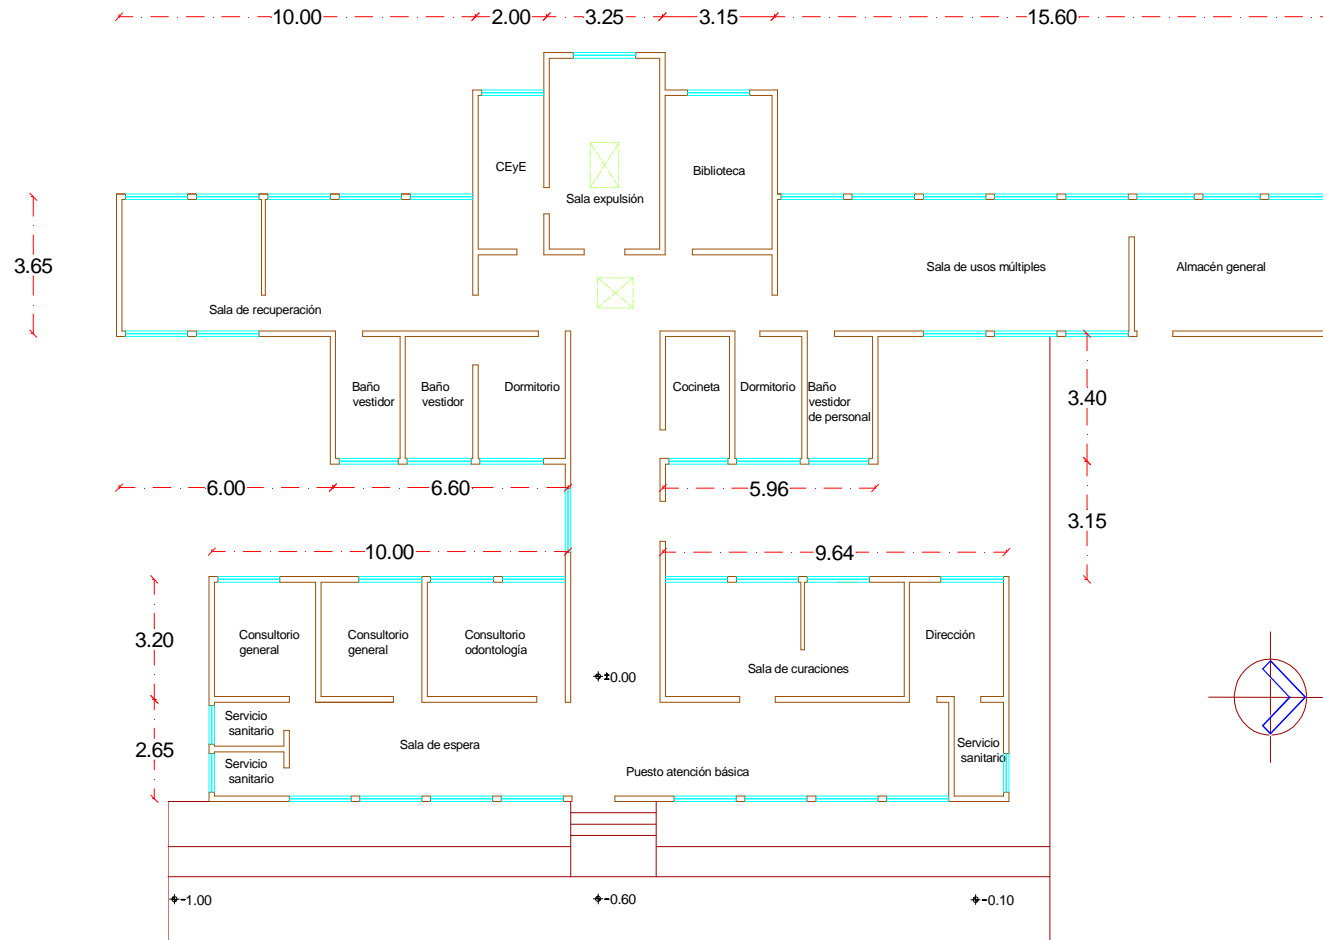 10.00
2.00
3.25
3.15
15.60
CEyE
Sala expulsión
Biblioteca
3.65
Sala de recuperación
Sala de usos múltiples
Almacén general
Baño
vestidor
Baño
vestidor
Dormitorio
Cocineta
Dormitorio
Baño
vestidor
de personal
3.40
6.00
6.60
5.96
3.15
10.00
9.64
3.20
Consultorio
general
Consultorio
general
Consultorio
odontología
Sala de curaciones
Dirección
±0.00
2.65
Servicio
sanitario
Servicio
sanitario
Sala de espera
Puesto atención básica
Servicio
sanitario
-1.00
-0.60
-0.10